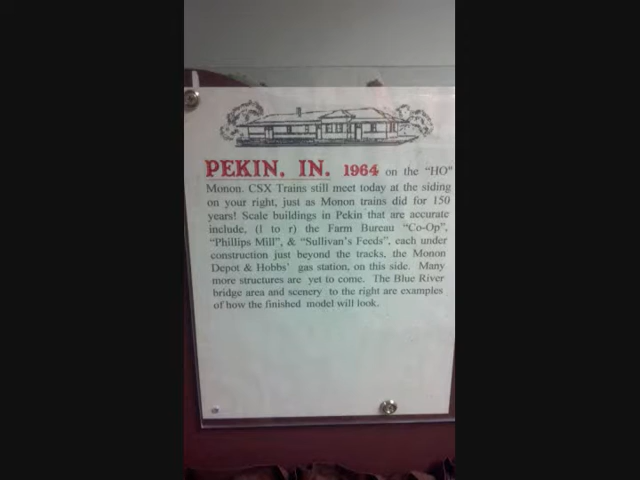 PEKIN, IN. 1964 on the "HO"
Monon. CSX Trains still meet today at the siding
on your right, just as Monon trains did for 150
years! Scale buildings in Pekin that are accurate
include, (l to r) the Farm Bureau "Co-Op",
"Phillips Mill", & "Sullivan's Feeds", each under
construction just beyond the tracks, the Monon
Depot & Hobbs' gas station, on this side. Many
more structures are yet to come. The Blue River
bridge area and scenery to the right are examples
of how the finished model will look.